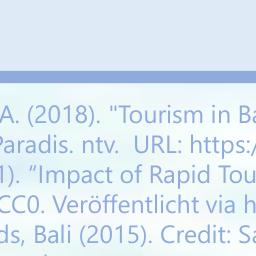 A. (2018). "Tourism in Ba
Paradis. ntv.  URL: https:/
1). “Impact of Rapid Tou
CC0. Veröffentlicht via h
ds, Bali (2015). Credit: Sa